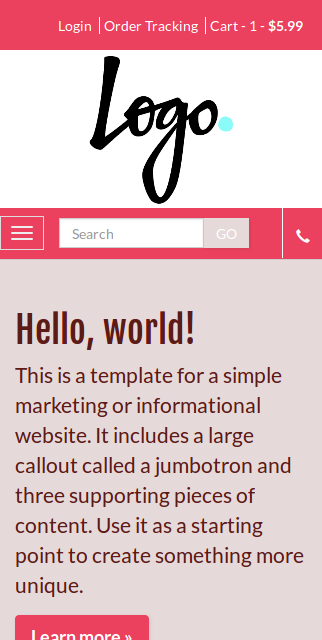 Login | Order Tracking | Cart - 1 - $5.99
Logo.
Search GO
Hello, world!
This is a template for a simple
marketing or informational
website. It includes a large
callout called a jumbotron and
three supporting pieces of
content. Use it as a starting
point to create something more
unique.
Learn more »